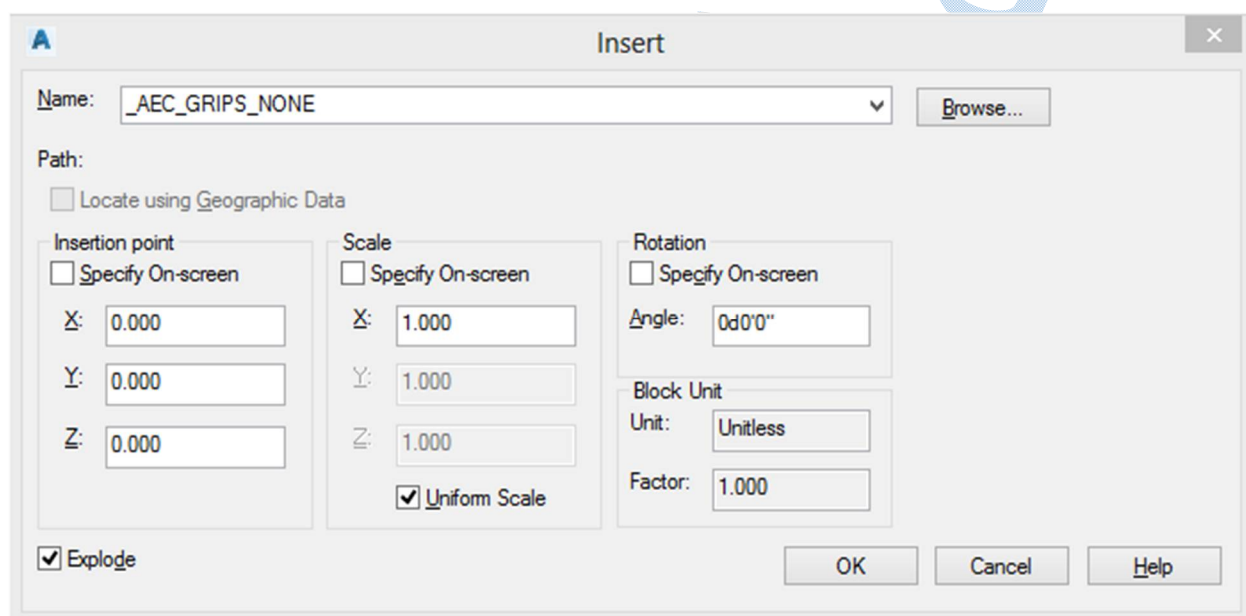 Insert
Name: _AEC_GRIPS_NONE Browse...
Path:
Locate using Geographic Data
Insertion point
Specify On-screen
X: 0.000
Y: 0.000
Z: 0.000
Scale
Specify On-screen
X: 1.000
Y: 1.000
Z: 1.000
Uniform Scale
Rotation
Specify On-screen
Angle: 0d0'0"
Block Unit
Unit: Unitless
Factor: 1.000
Explode
OK Cancel Help